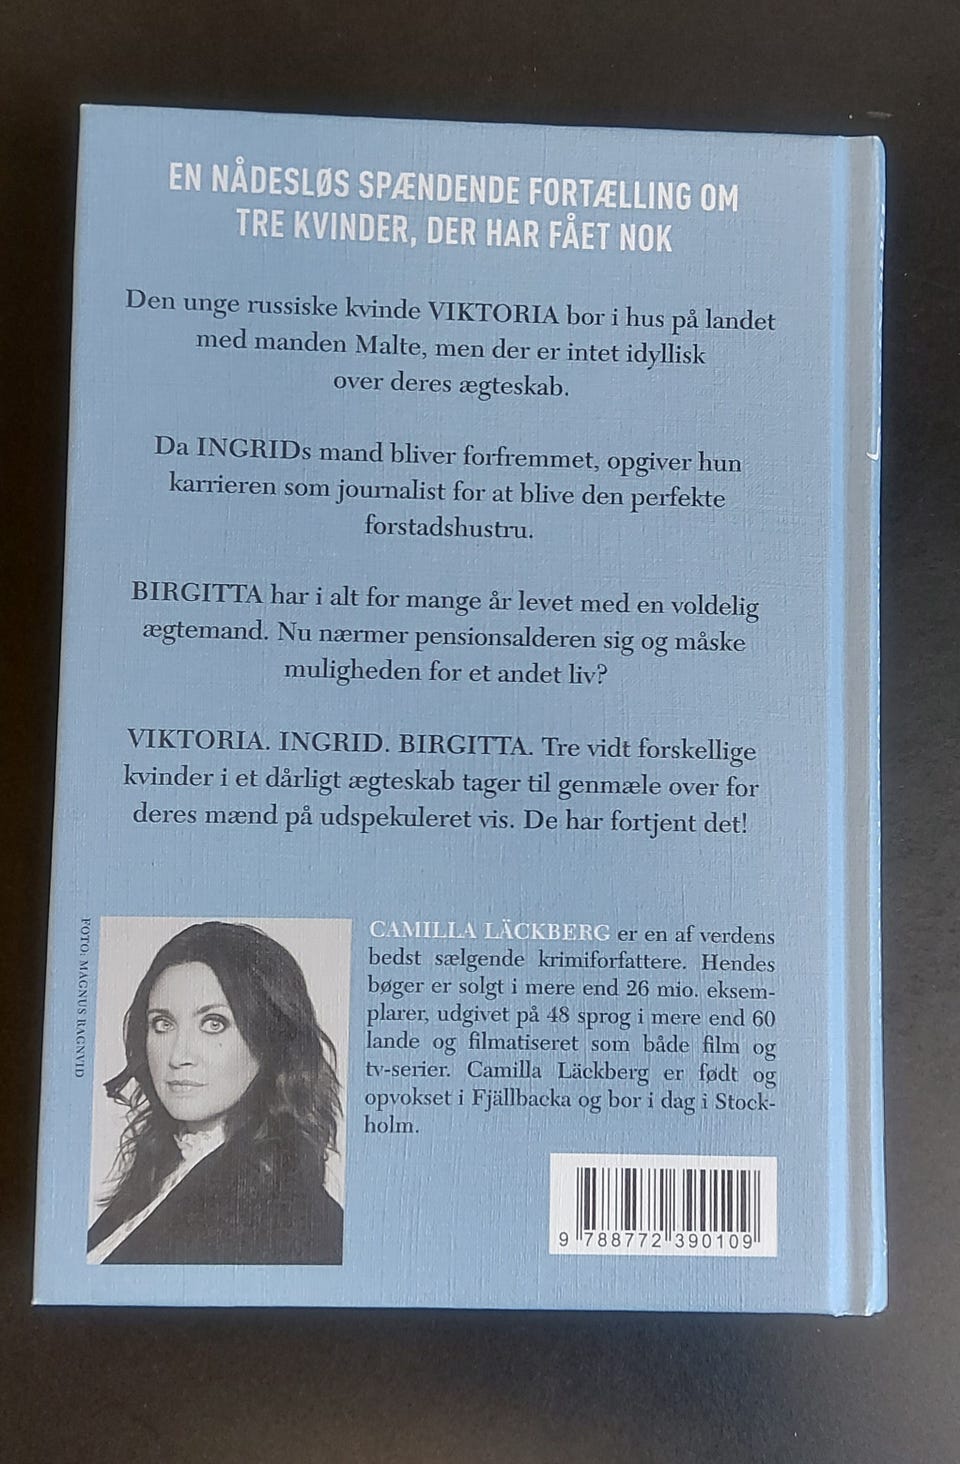 EN NÅDESLØS SPÆNDENDE FORTÆLLING OM
TRE KVINDER, DER HAR FÅET NOK
Den unge russiske kvinde VIKTORIA bor i hus på landet
med manden Malte, men der er intet idyllisk
over deres ægteskab.
Da INGRIDs mand bliver forfremmet, opgiver hun
karrieren som journalist for at blive den perfekte
forstadshustru.
BIRGITTA har i alt for mange år levet med en voldelig
ægtemand. Nu nærmer pensionsalderen sig og måske
muligheden for et andet liv?
VIKTORIA. INGRID. BIRGITTA. Tre vidt forskellige
kvinder i et dårligt ægteskab tager til genmæle over for
deres mænd på udspekuleret vis. De har fortjent det!
FOTO: MAGNUS RAGNVID
CAMILLA LÄCKBERG er en af verdens
bedst sælgende krimiforfattere. Hendes
bøger er solgt i mere end 26 mio. eksem-
plarer, udgivet på 48 sprog i mere end 60
lande og filmatiseret som både film og
tv-serier. Camilla Läckberg er født og
opvokset i Fjällbacka og bor i dag i Stock-
holm.
9 788772 390109